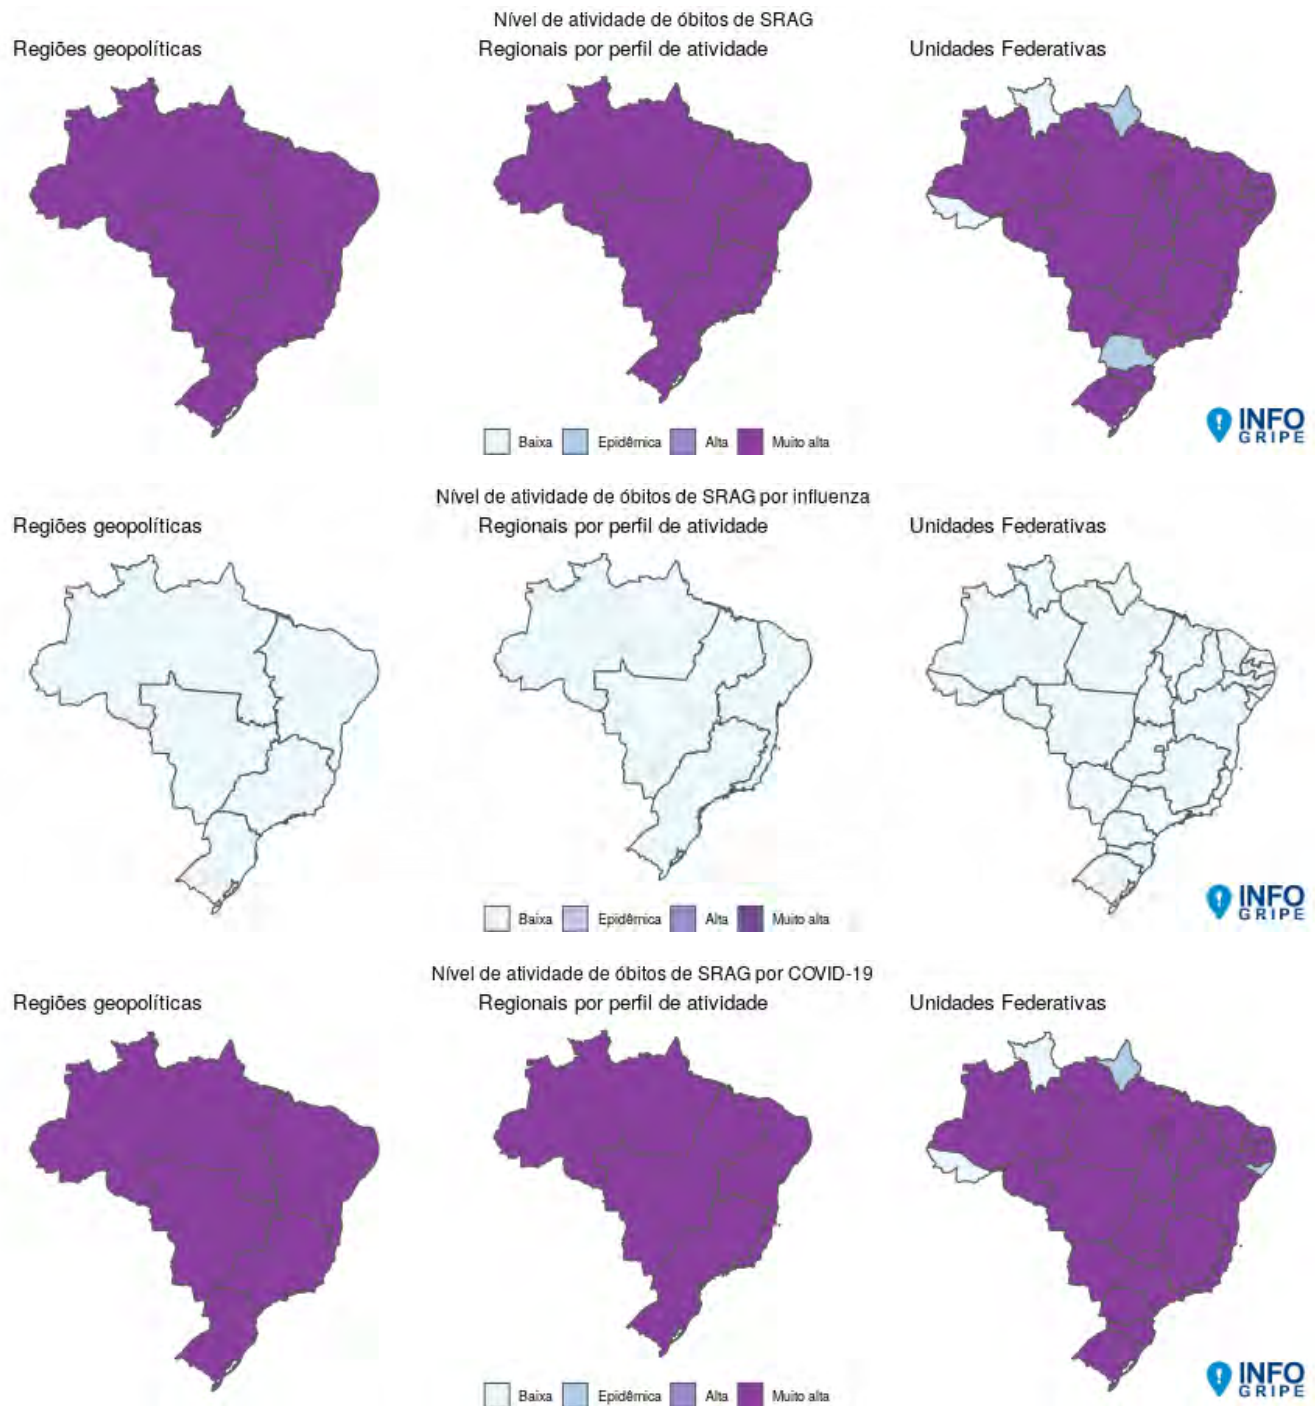 Nível de atividade de óbitos de SRAG
Regiões geopolíticas
Regionais por perfil de atividade
Unidades Federativas
Baixa
Epidêmica
Alta
Muito alta
INFO
GRIPE
Nível de atividade de óbitos de SRAG por influenza
Regiões geopolíticas
Regionais por perfil de atividade
Unidades Federativas
Baixa
Epidêmica
Alta
Muito alta
INFO
GRIPE
Nível de atividade de óbitos de SRAG por COVID-19
Regiões geopolíticas
Regionais por perfil de atividade
Unidades Federativas
Baixa
Epidêmica
Alta
Muito alta
INFO
GRIPE